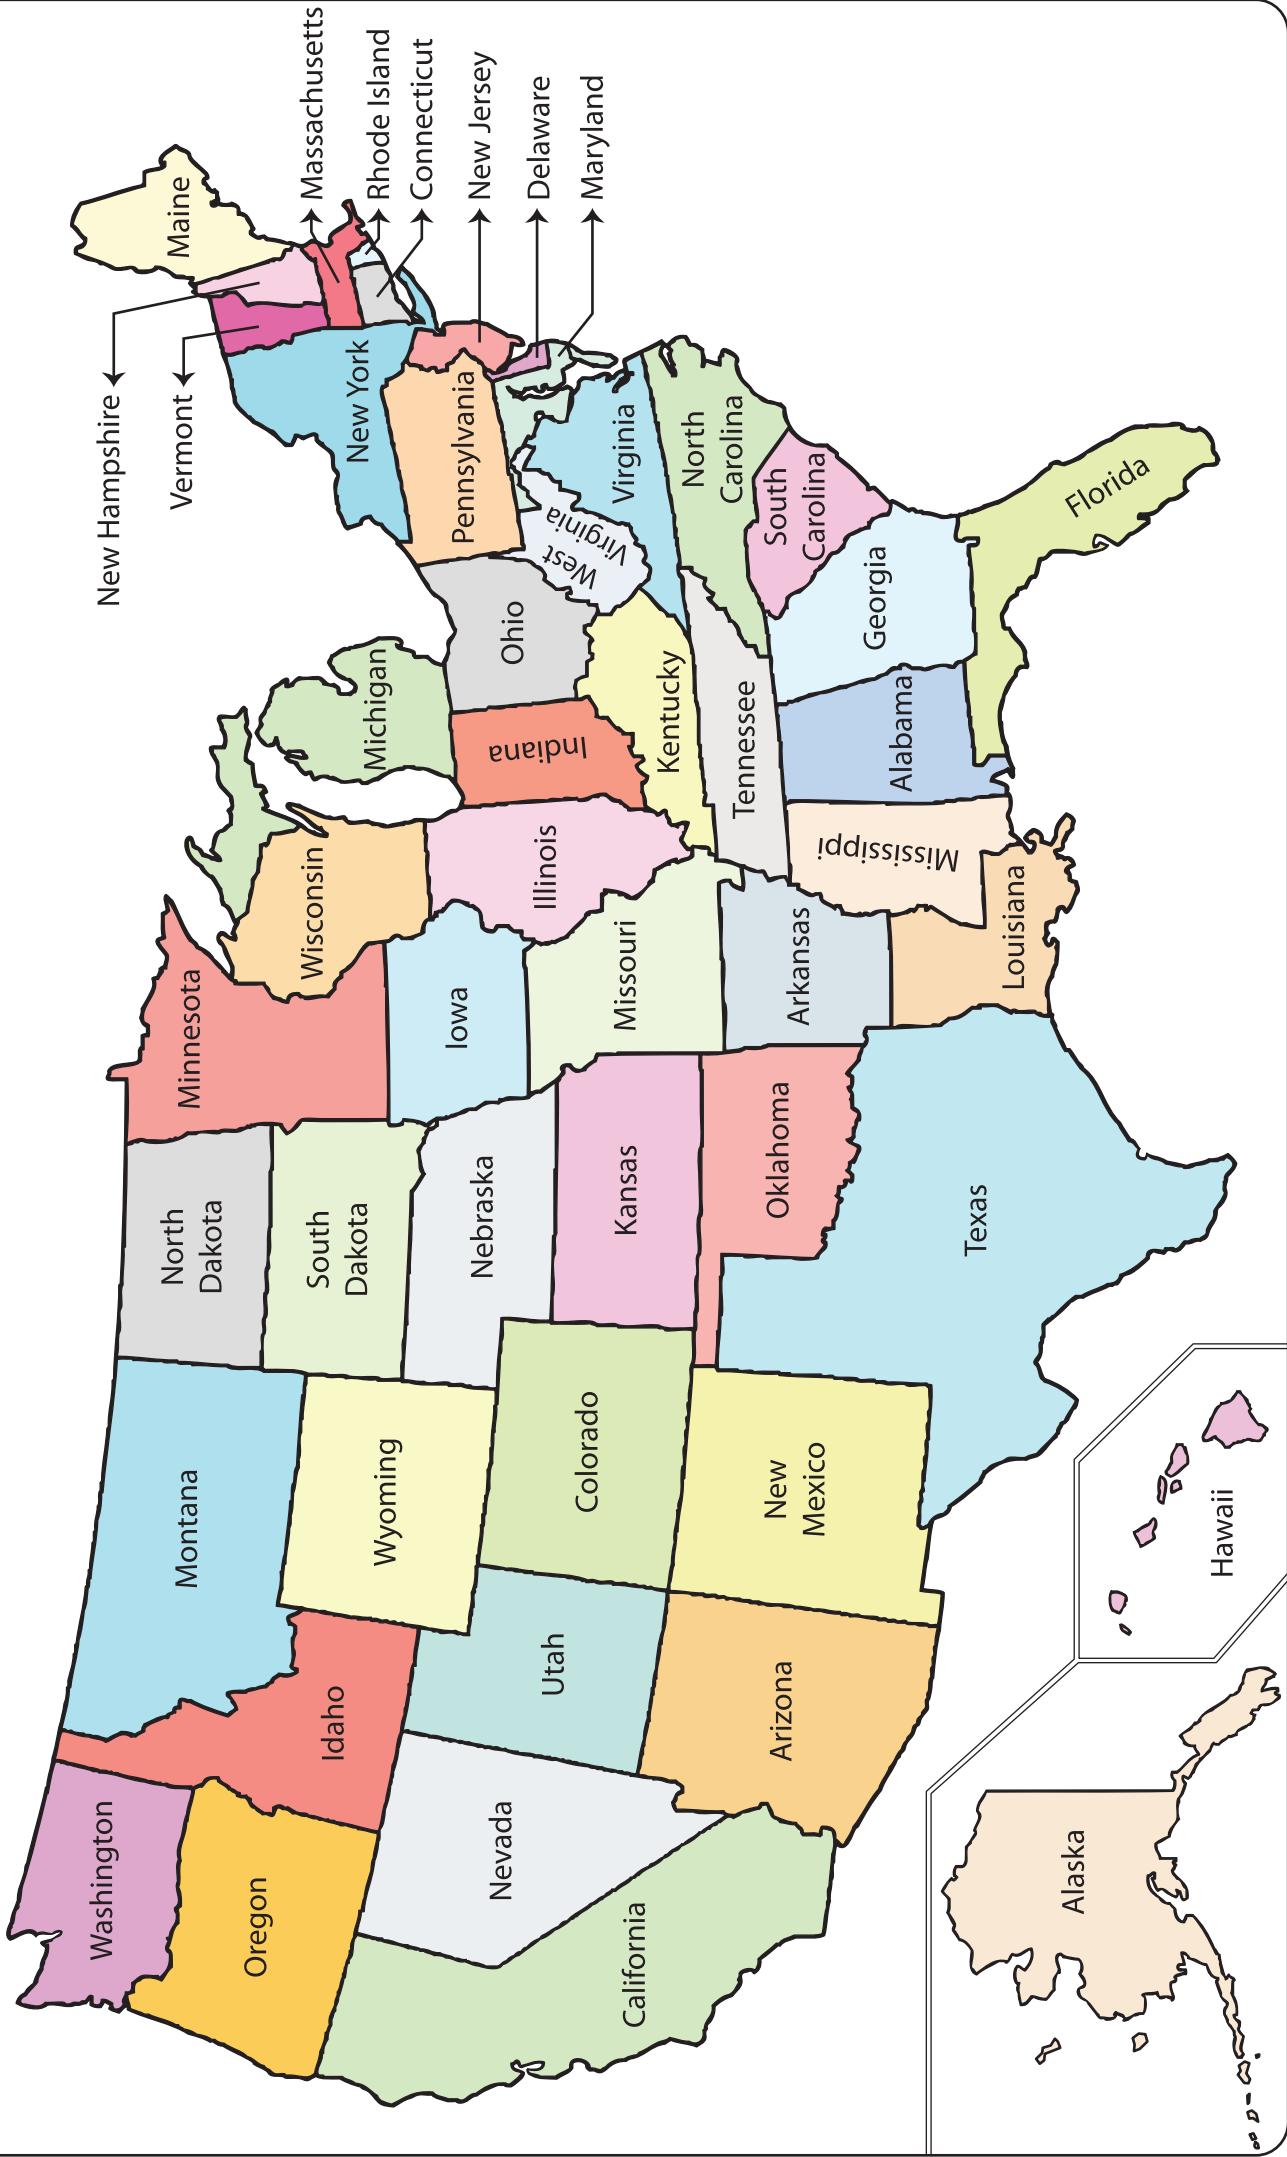 Washington
Oregon
California
Nevada
Idaho
Montana
Wyoming
Utah
Arizona
Colorado
New
Mexico
North
Dakota
South
Dakota
Nebraska
Kansas
Oklahoma
Texas
Minnesota
Iowa
Missouri
Arkansas
Louisiana
Wisconsin
Illinois
Michigan
Indiana
Ohio
Kentucky
Tennessee
Mississippi
Alabama
Georgia
Florida
South
Carolina
North
Carolina
Virginia
West
Virginia
Pennsylvania
New York
Vermont
New Hampshire
Maine
Massachusetts
Rhode Island
Connecticut
New Jersey
Delaware
Maryland
Alaska
Hawaii